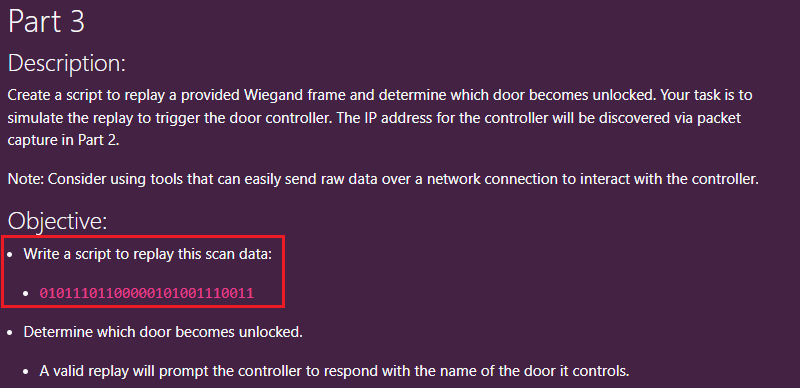 Part 3
Description:
Create a script to replay a provided Wiegand frame and determine which door becomes unlocked. Your task is to
simulate the replay to trigger the door controller. The IP address for the controller will be discovered via packet
capture in Part 2.
Note: Consider using tools that can easily send raw data over a network connection to interact with the controller.
Objective:
• Write a script to replay this scan data:
• 01011101100000101001110011
• Determine which door becomes unlocked.
• A valid replay will prompt the controller to respond with the name of the door it controls.